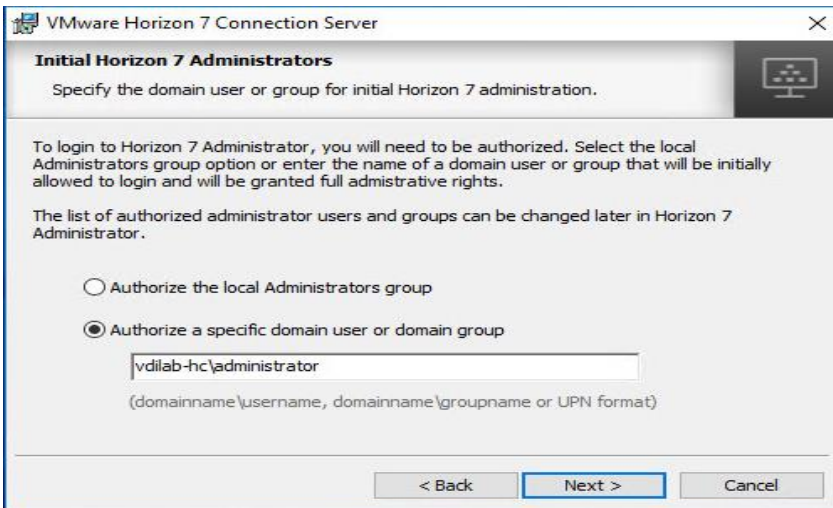 VMware Horizon 7 Connection Server
Initial Horizon 7 Administrators
Specify the domain user or group for initial Horizon 7 administration.
To login to Horizon 7 Administrator, you will need to be authorized. Select the local
Administrators group option or enter the name of a domain user or group that will be initially
allowed to login and will be granted full admistrative rights.
The list of authorized administrator users and groups can be changed later in Horizon 7
Administrator.
Authorize the local Administrators group
Authorize a specific domain user or domain group
vdilab-hc\administrator
(domainname\username, domainname\groupname or UPN format)
< Back Next > Cancel